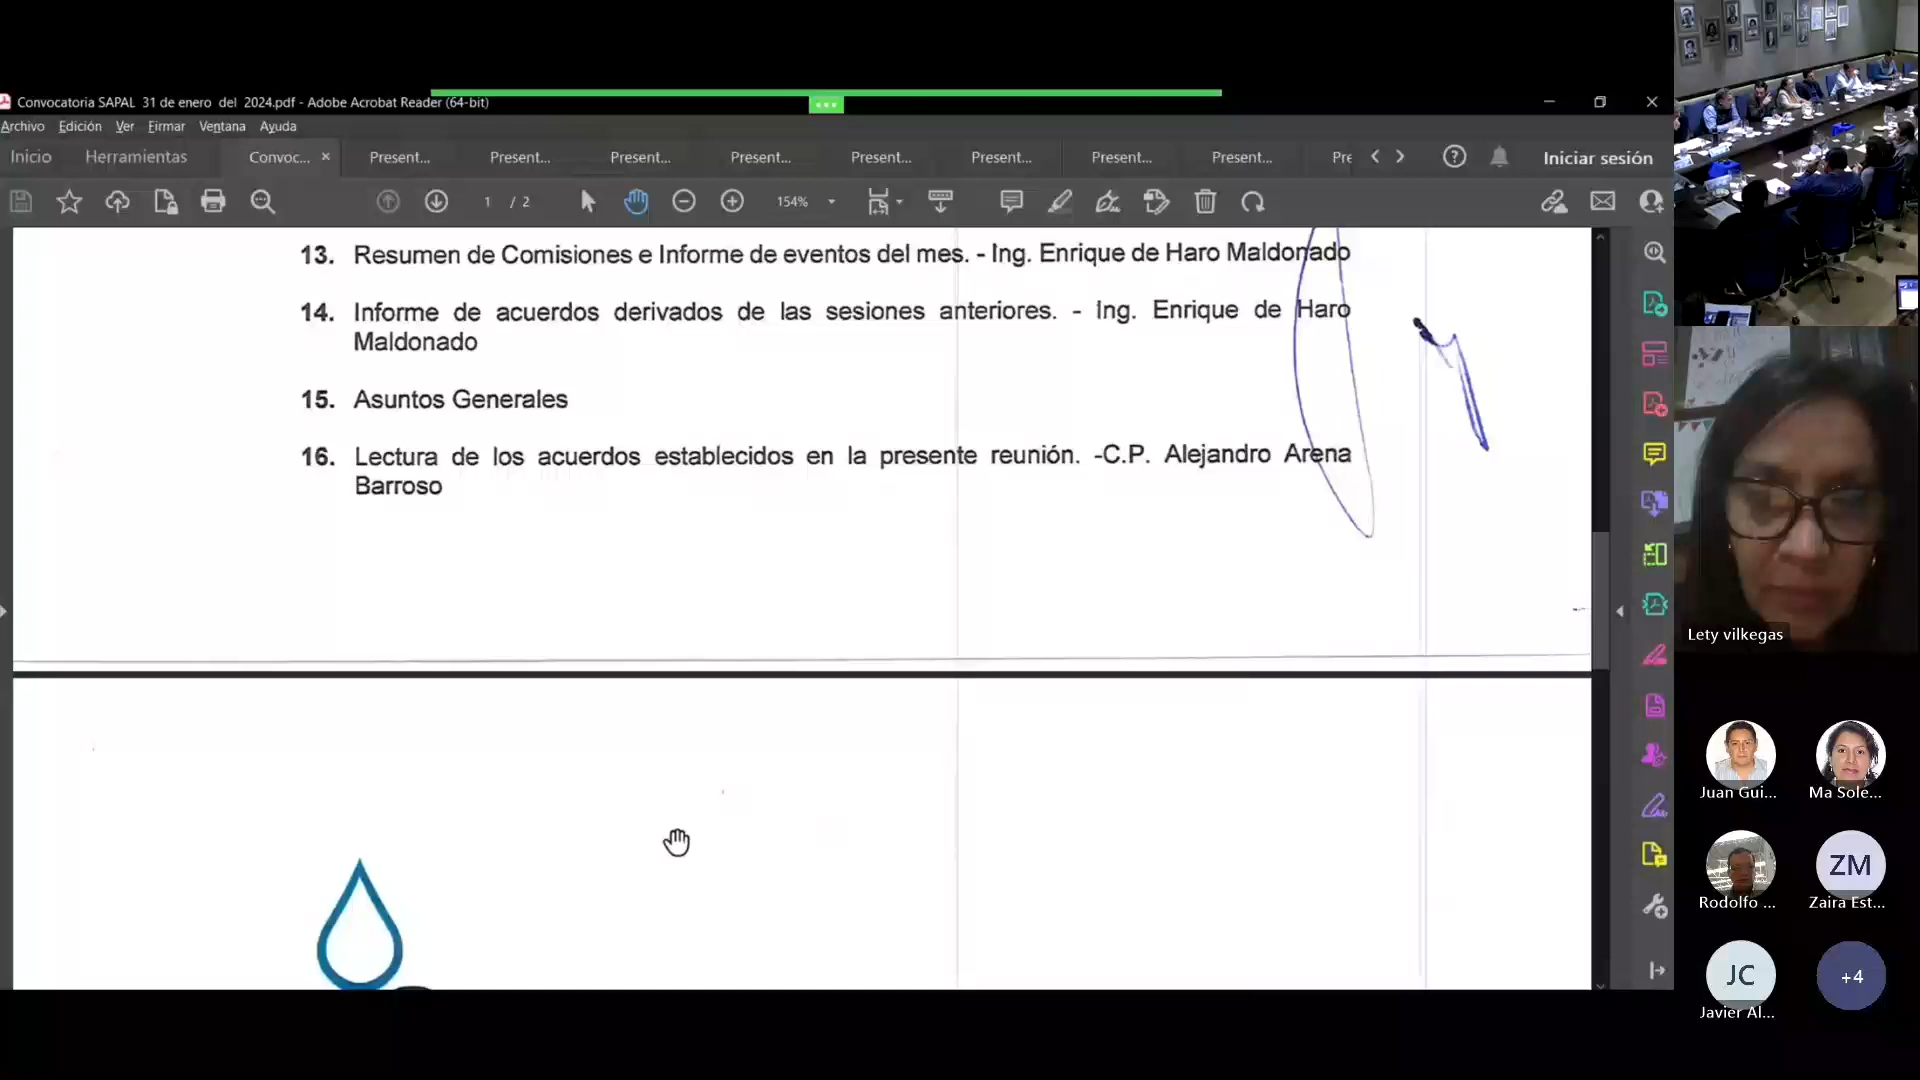 Convocatoria SAPAL 31 de enero del 2024.pdf - Adobe Acrobat Reader (64-bit)
Archivo Edición Ver Firmar Ventana Ayuda
Inicio Herramientas Convoc... Present... Present... Present... Present... Present... Present... Present... Present... Pre Iniciar sesión
1 / 2 154%
13. Resumen de Comisiones e Informe de eventos del mes. - Ing. Enrique de Haro Maldonado
14. Informe de acuerdos derivados de las sesiones anteriores. - Ing. Enrique de Haro
Maldonado
15. Asuntos Generales
16. Lectura de los acuerdos establecidos en la presente reunión. -C.P. Alejandro Arena
Barroso
Lety vilkegas
Juan Gui... Ma Sole...
ZM
Rodolfo ... Zaira Est...
JC +4
Javier Al...